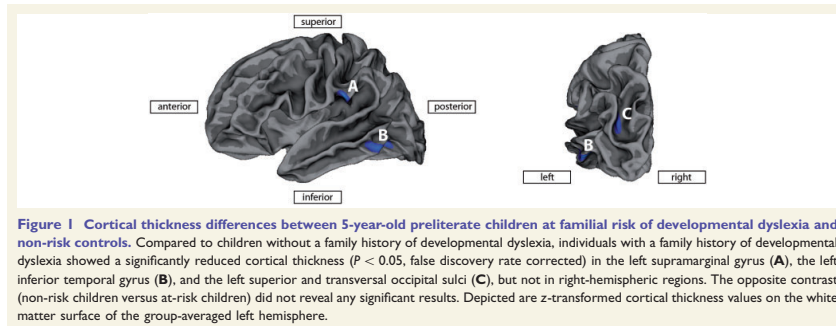 superior
A
anterior
posterior
C
B
B
left
right
inferior
Figure 1 Cortical thickness differences between 5-year-old preliterate children at familial risk of developmental dyslexia and
non-risk controls. Compared to children without a family history of developmental dyslexia, individuals with a family history of developmental
dyslexia showed a significantly reduced cortical thickness (P < 0.05, false discovery rate corrected) in the left supramarginal gyrus (A), the left
inferior temporal gyrus (B), and the left superior and transversal occipital sulci (C), but not in right-hemispheric regions. The opposite contrast
(non-risk children versus at-risk children) did not reveal any significant results. Depicted are z-transformed cortical thickness values on the white
matter surface of the group-averaged left hemisphere.